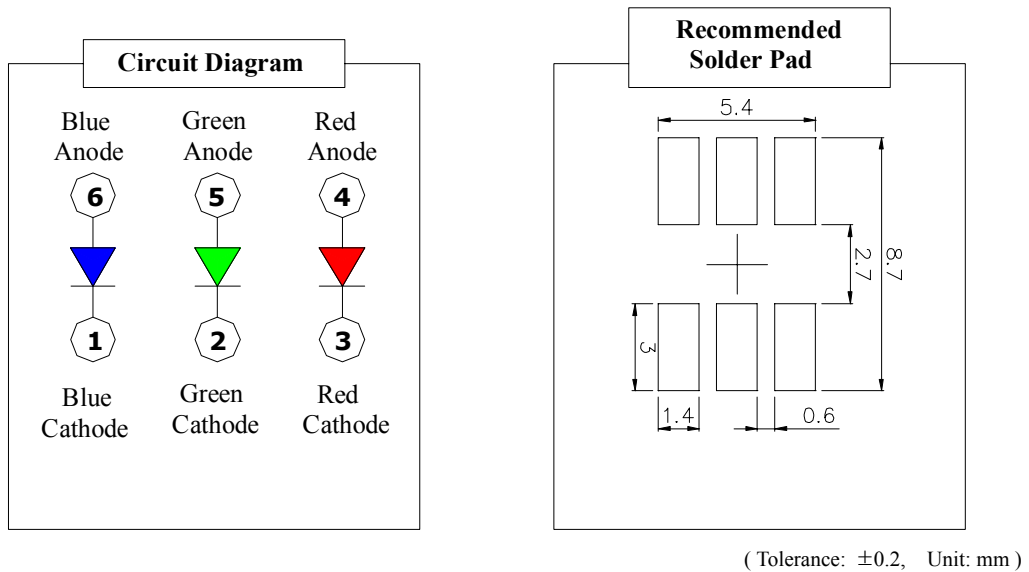 Circuit Diagram
Blue
Anode
Green
Anode
Red
Anode
6
5
4
1
2
3
Blue
Cathode
Green
Cathode
Red
Cathode
Recommended
Solder Pad
5.4
2.7
8.7
3
1.4
0.6
( Tolerance: ±0.2, Unit: mm )